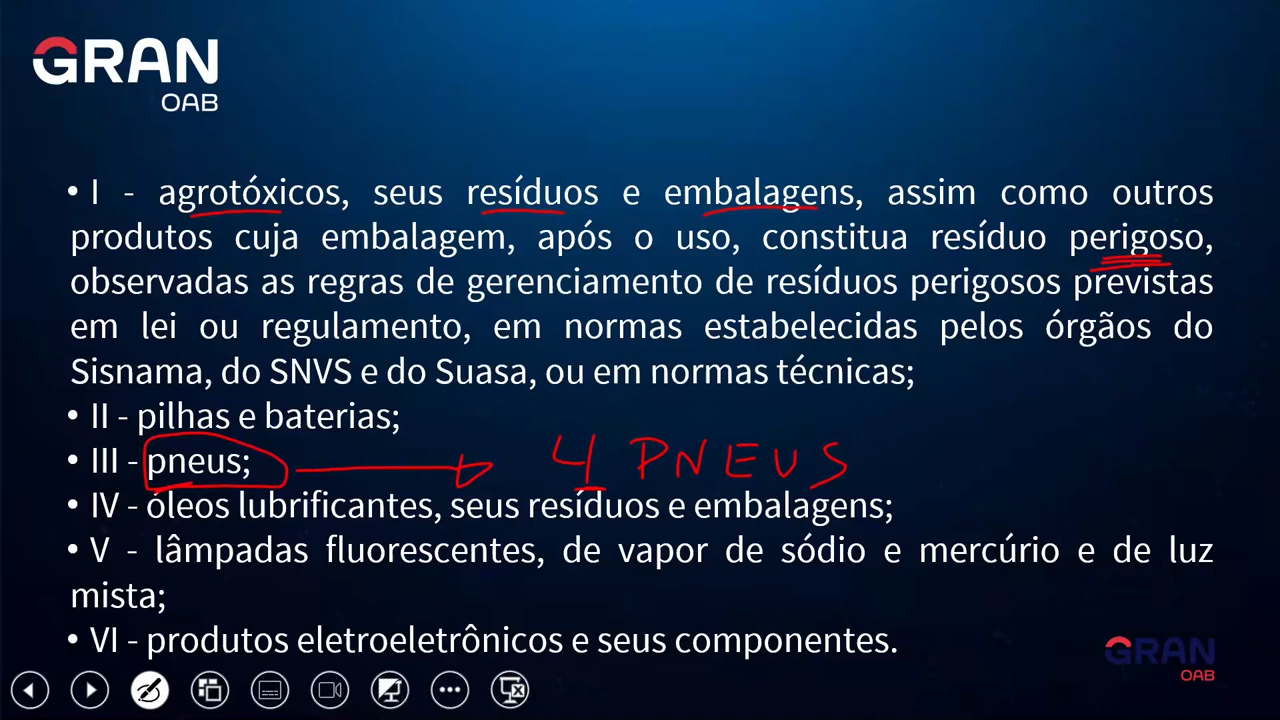 GRAN
OAB
• I - agrotóxicos, seus resíduos e embalagens, assim como outros
produtos cuja embalagem, após o uso, constitua resíduo perigoso,
observadas as regras de gerenciamento de resíduos perigosos previstas
em lei ou regulamento, em normas estabelecidas pelos órgãos do
Sisnama, do SNVS e do Suasa, ou em normas técnicas;
• II - pilhas e baterias;
• III - pneus; 4 PNEUS
• IV - óleos lubrificantes, seus resíduos e embalagens;
• V - lâmpadas fluorescentes, de vapor de sódio e mercúrio e de luz
mista;
• VI - produtos eletroeletrônicos e seus componentes.
GRAN
OAB